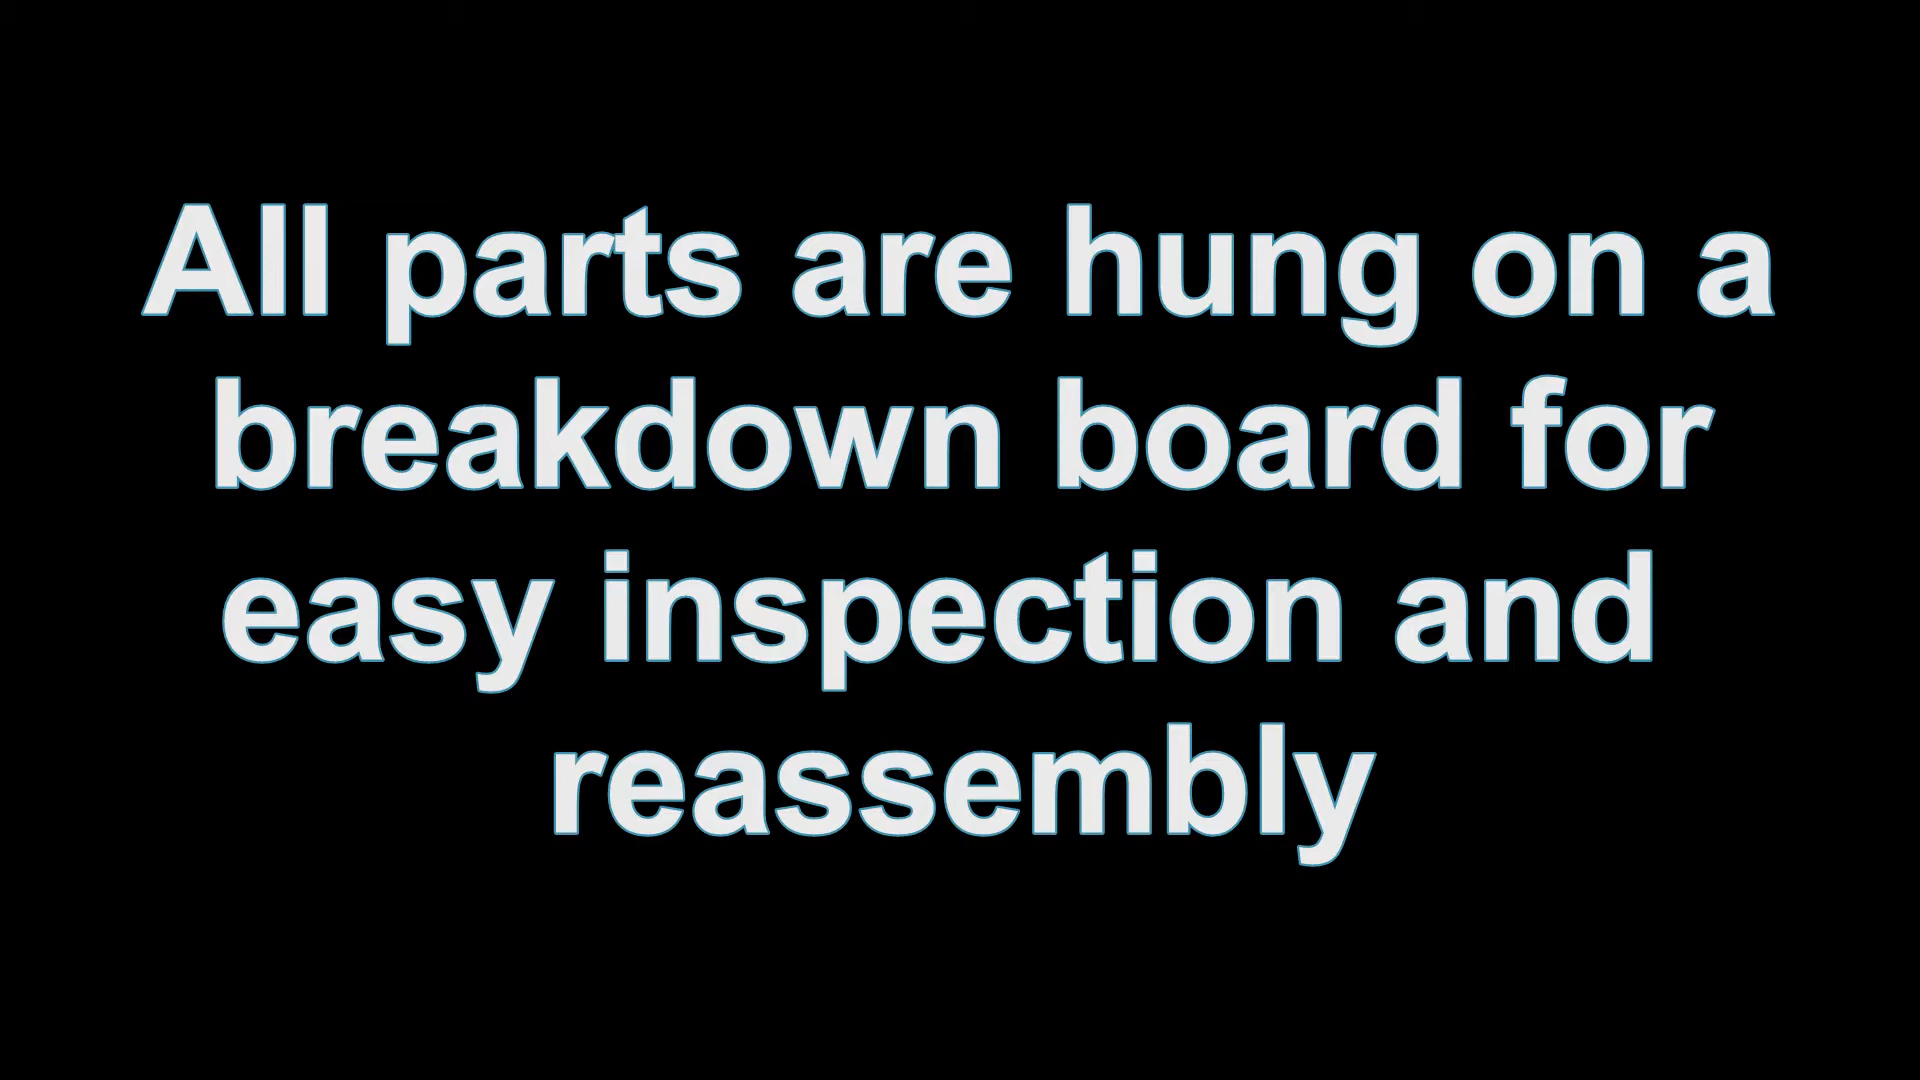 All parts are hung on a
breakdown board for
easy inspection and
reassembly